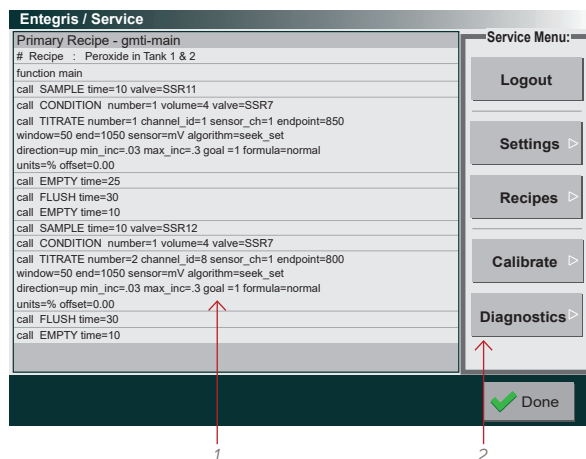 Entegris / Service
Primary Recipe - gmti-main
# Recipe : Peroxide in Tank 1 & 2
function main
call SAMPLE time=10 valve=SSR11
call CONDITION number=1 volume=4 valve=SSR7
call TITRATE number=1 channel_id=1 sensor_ch=1 endpoint=850
window=50 end=1050 sensor=mV algorithm=seek_set
direction=up min_inc=.03 max_inc=.3 goal =1 formula=normal
units=% offset=0.00
call EMPTY time=25
call FLUSH time=30
call EMPTY time=10
call SAMPLE time=10 valve=SSR12
call CONDITION number=1 volume=4 valve=SSR7
call TITRATE number=2 channel_id=8 sensor_ch=1 endpoint=800
window=50 end=1050 sensor=mV algorithm=seek_set
direction=up min_inc=.03 max_inc=.3 goal =1 formula=normal
units=% offset=0.00
call FLUSH time=30
call EMPTY time=10
Service Menu:
Logout
Settings
Recipes
Calibrate
Diagnostics
Done
1
2